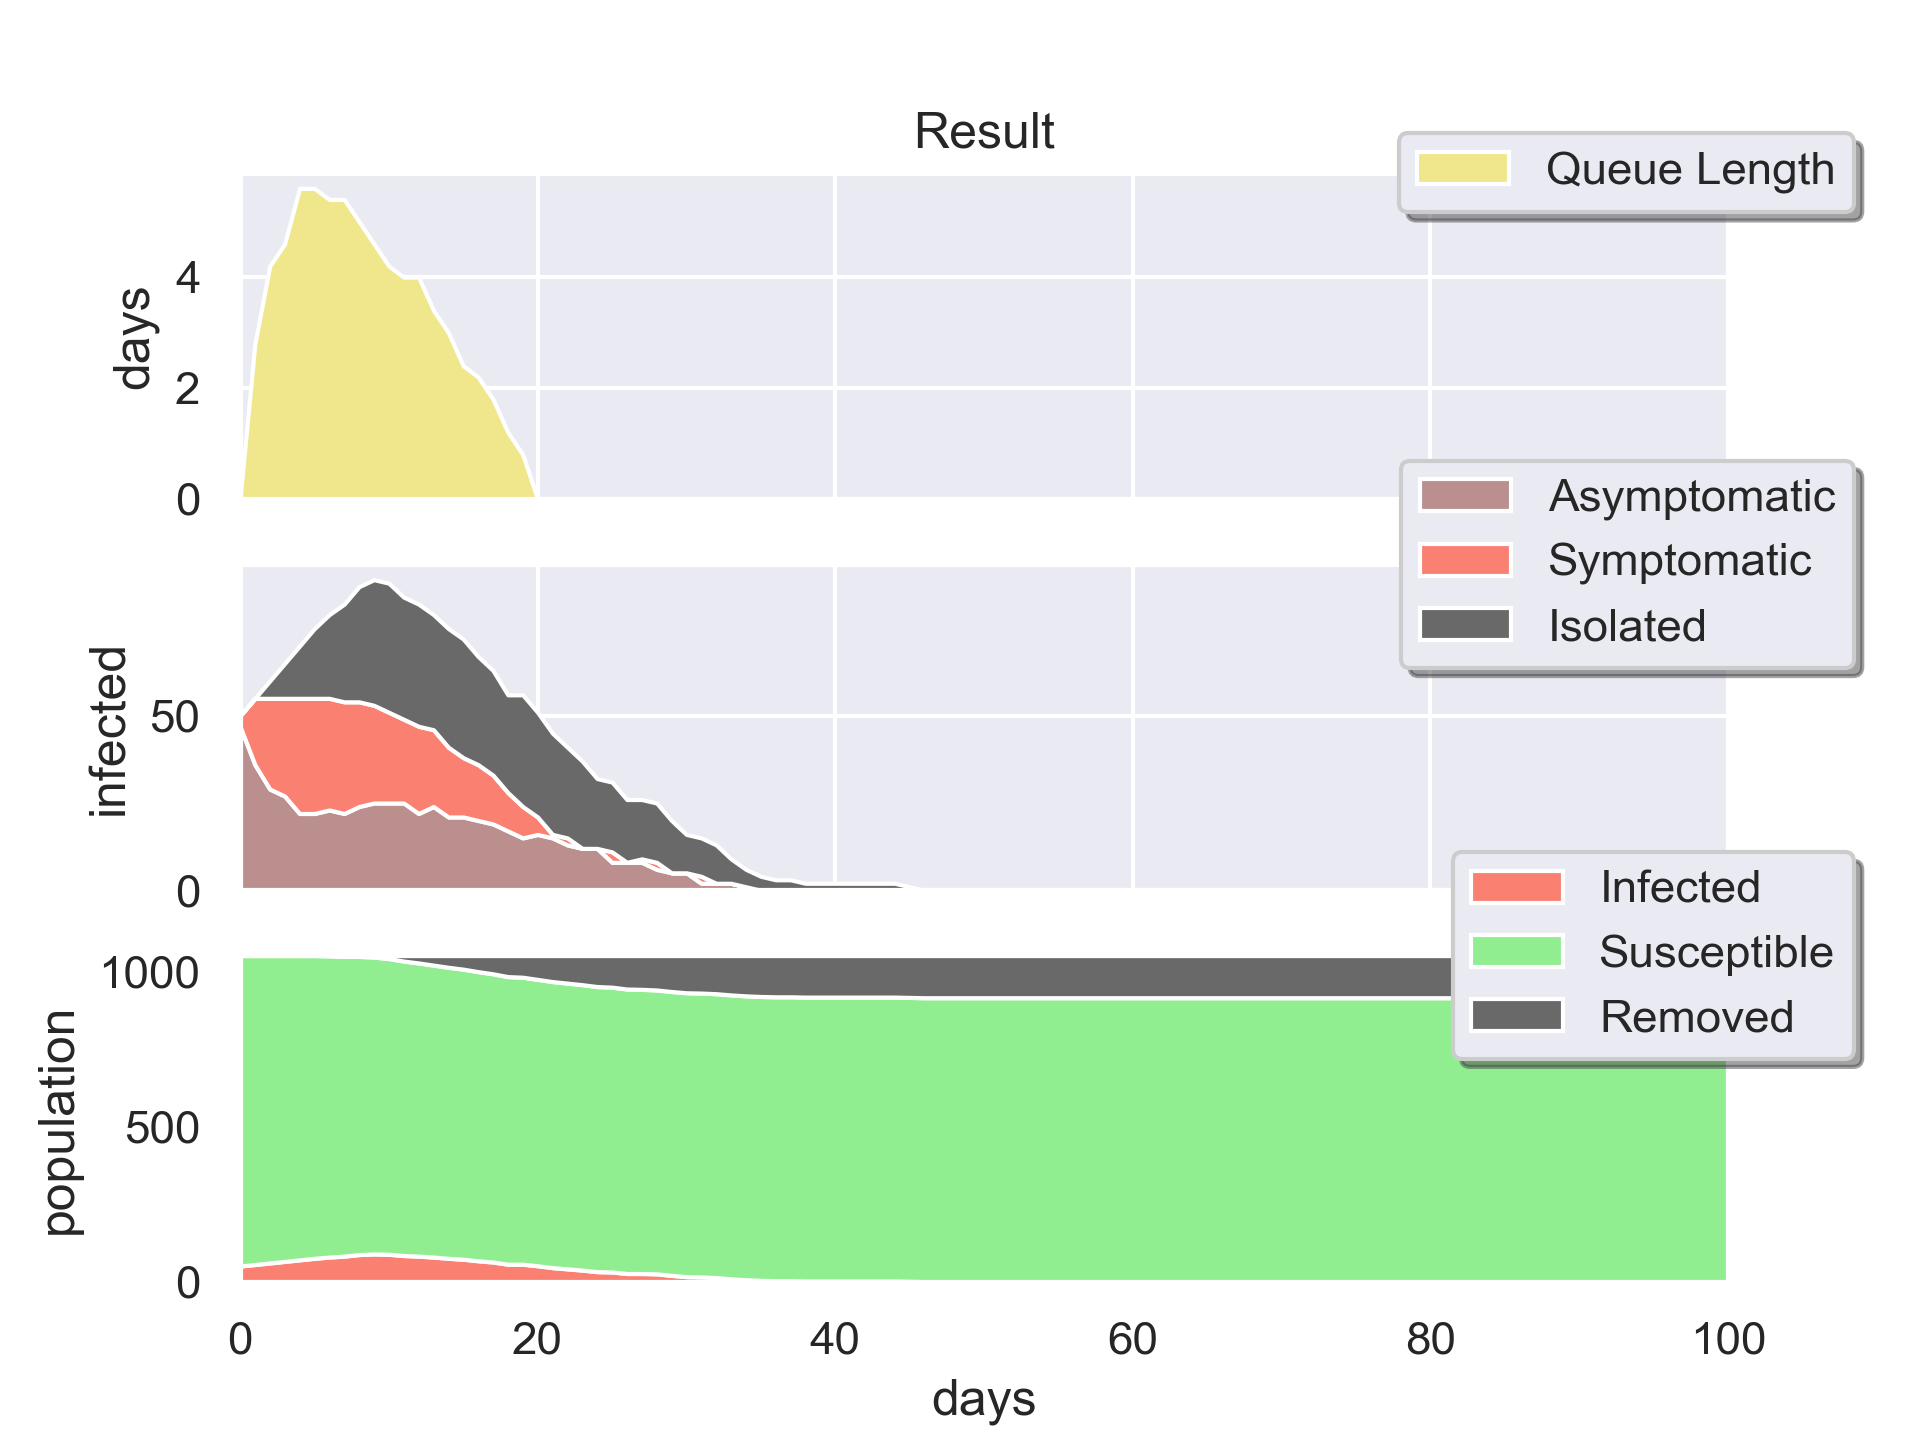 Result
Queue Length
4
2
0
days
Asymptomatic
Symptomatic
Isolated
50
0
infected
Infected
Susceptible
Removed
1000
500
0
population
0 20 40 60 80 100
days